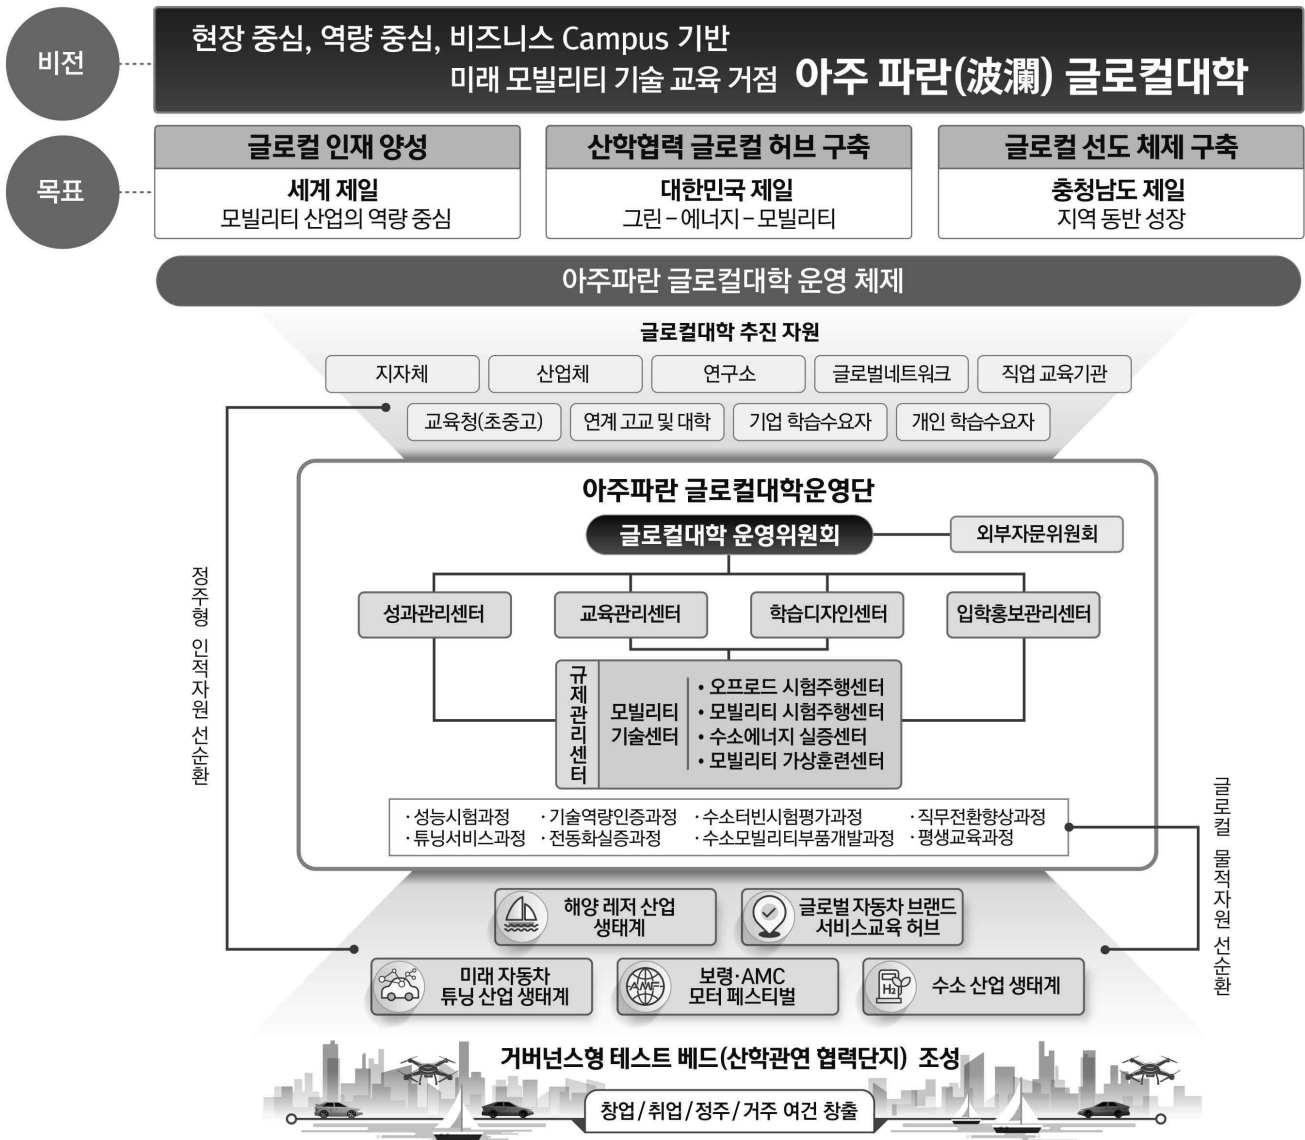 비전
현장 중심, 역량 중심, 비즈니스 Campus 기반
미래 모빌리티 기술 교육 거점 아주 파란(波瀾) 글로컬대학
목표
글로컬 인재 양성
세계 제일
모빌리티 산업의 역량 중심
산학협력 글로컬 허브 구축
대한민국 제일
그린 – 에너지 – 모빌리티
글로컬 선도 체제 구축
충청남도 제일
지역 동반 성장
아주파란 글로컬대학 운영 체제
글로컬대학 추진 자원
지자체
산업체
연구소
글로벌네트워크
직업 교육기관
교육청(초중고)
연계 고교 및 대학
기업 학습수요자
개인 학습수요자
아주파란 글로컬대학운영단
글로컬대학 운영위원회
외부자문위원회
성과관리센터
교육관리센터
학습디자인센터
입학홍보관리센터
규제관리센터
모빌리티
기술센터
• 오프로드 시험주행센터
• 모빌리티 시험주행센터
• 수소에너지 실증센터
• 모빌리티 가상훈련센터
· 성능시험과정 · 기술역량인증과정 · 수소터빈시험평가과정 · 직무전환향상과정
· 튜닝서비스과정 · 전동화실증과정 · 수소모빌리티부품개발과정 · 평생교육과정
정주형 인적자원 선순환
글로컬 물적자원 선순환
해양 레저 산업
생태계
글로벌 자동차 브랜드
서비스교육 허브
미래 자동차
튜닝 산업 생태계
AMF
보령·AMC
모터 페스티벌
H2
수소 산업 생태계
거버넌스형 테스트 베드(산학관연 협력단지) 조성
창업/취업/정주/거주 여건 창출